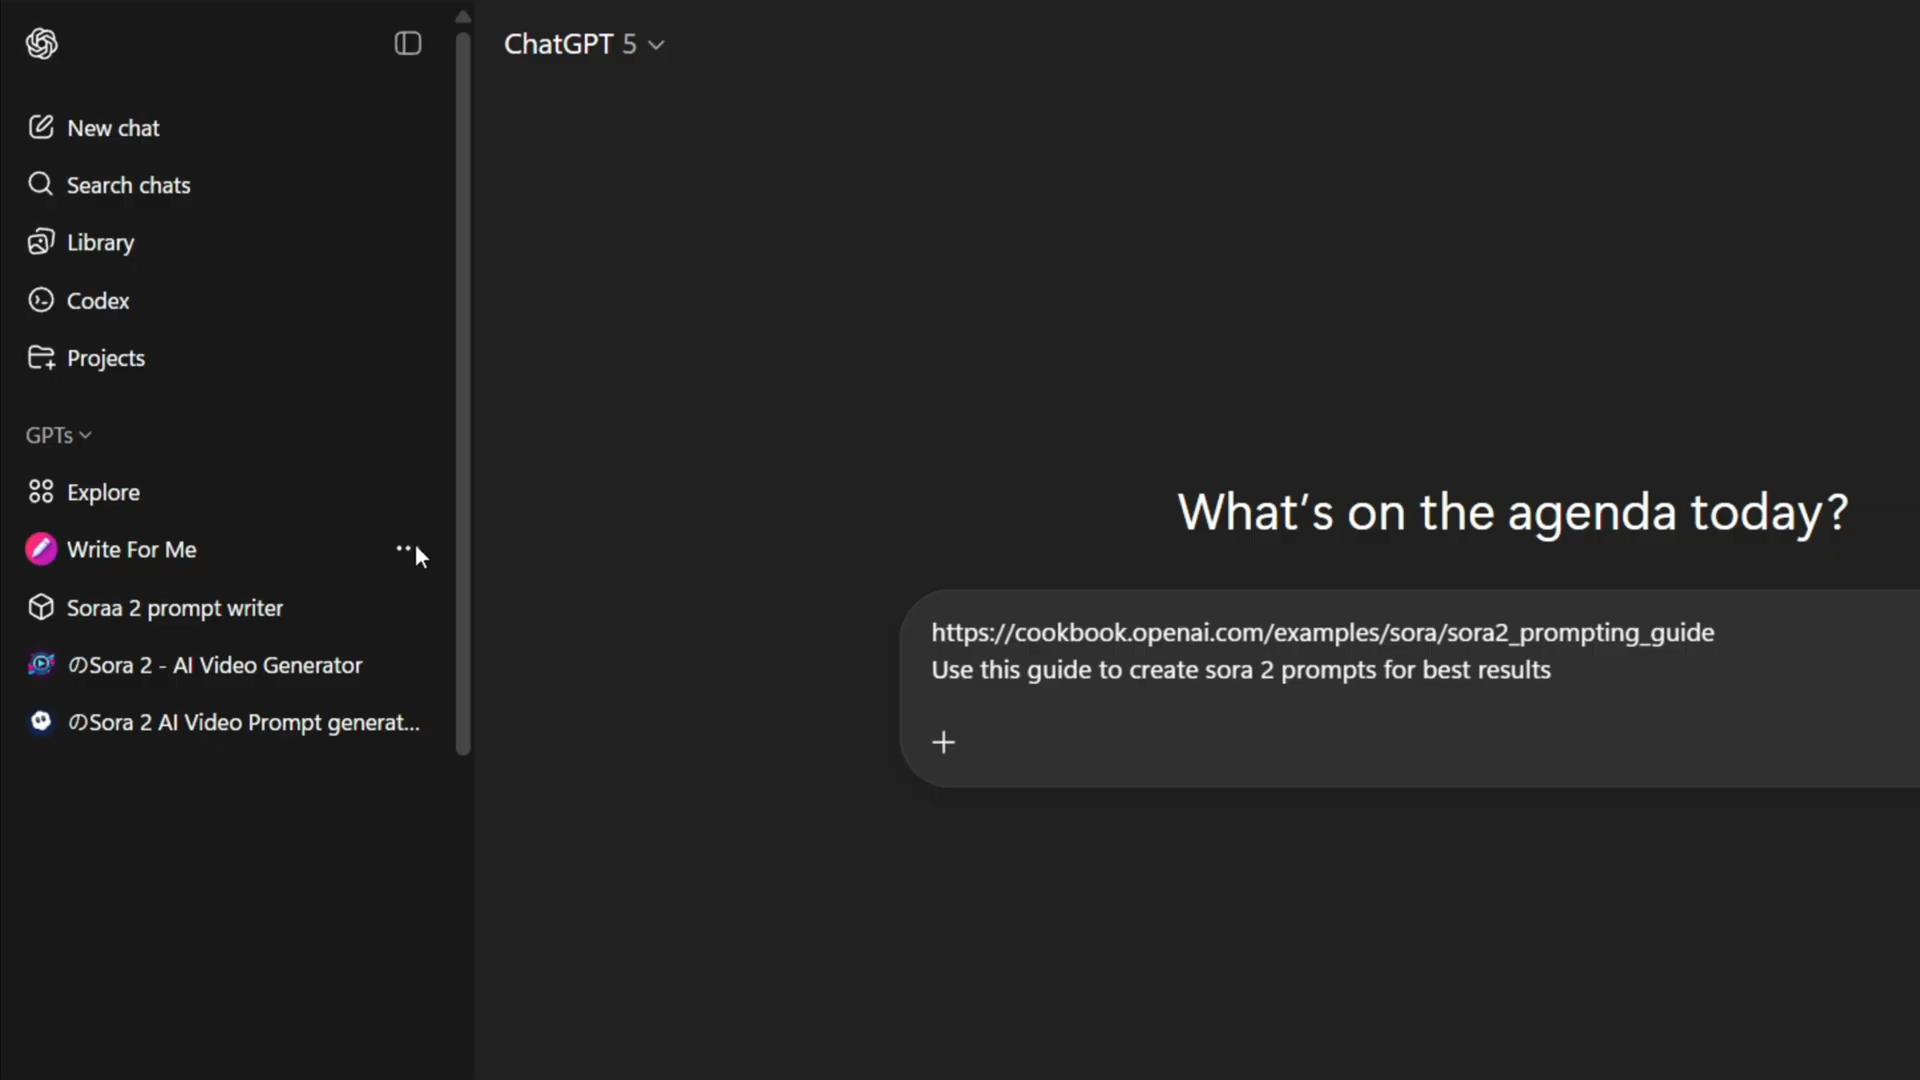 ChatGPT 5
New chat
Search chats
Library
Codex
Projects
GPTs
Explore
Write For Me
Soraa 2 prompt writer
のSora 2 - AI Video Generator
のSora 2 AI Video Prompt generat...
What's on the agenda today?
https://cookbook.openai.com/examples/sora/sora2_prompting_guide
Use this guide to create sora 2 prompts for best results